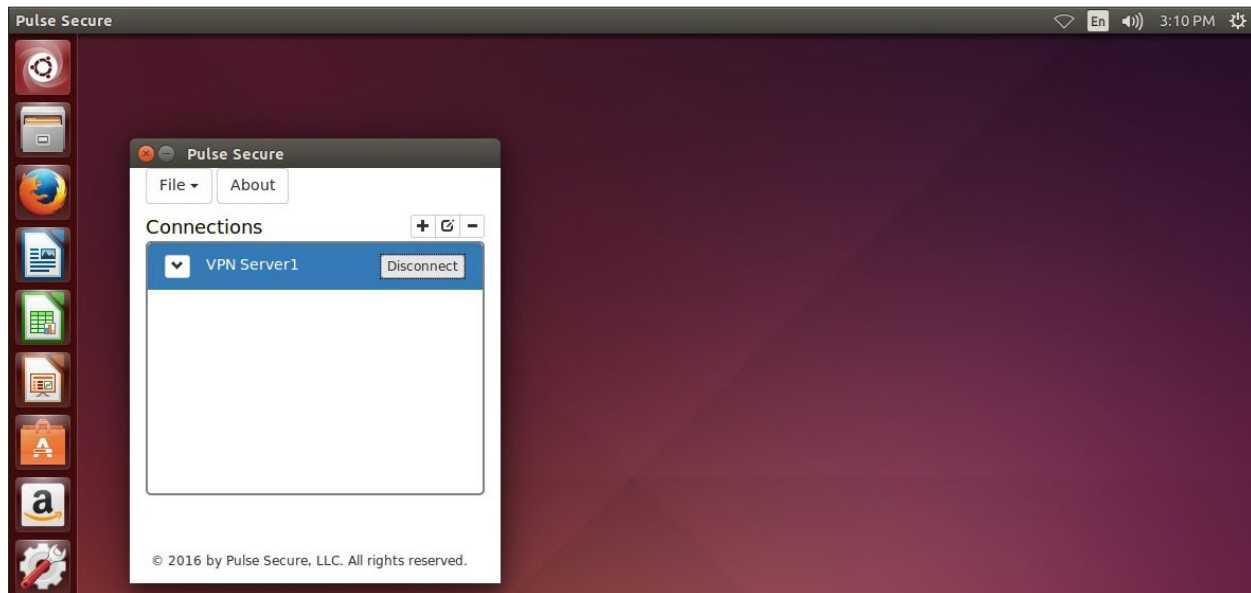 Pulse Secure
En
3:10 PM
Pulse Secure
File
About
Connections
VPN Server1
Disconnect
© 2016 by Pulse Secure, LLC. All rights reserved.
A
a